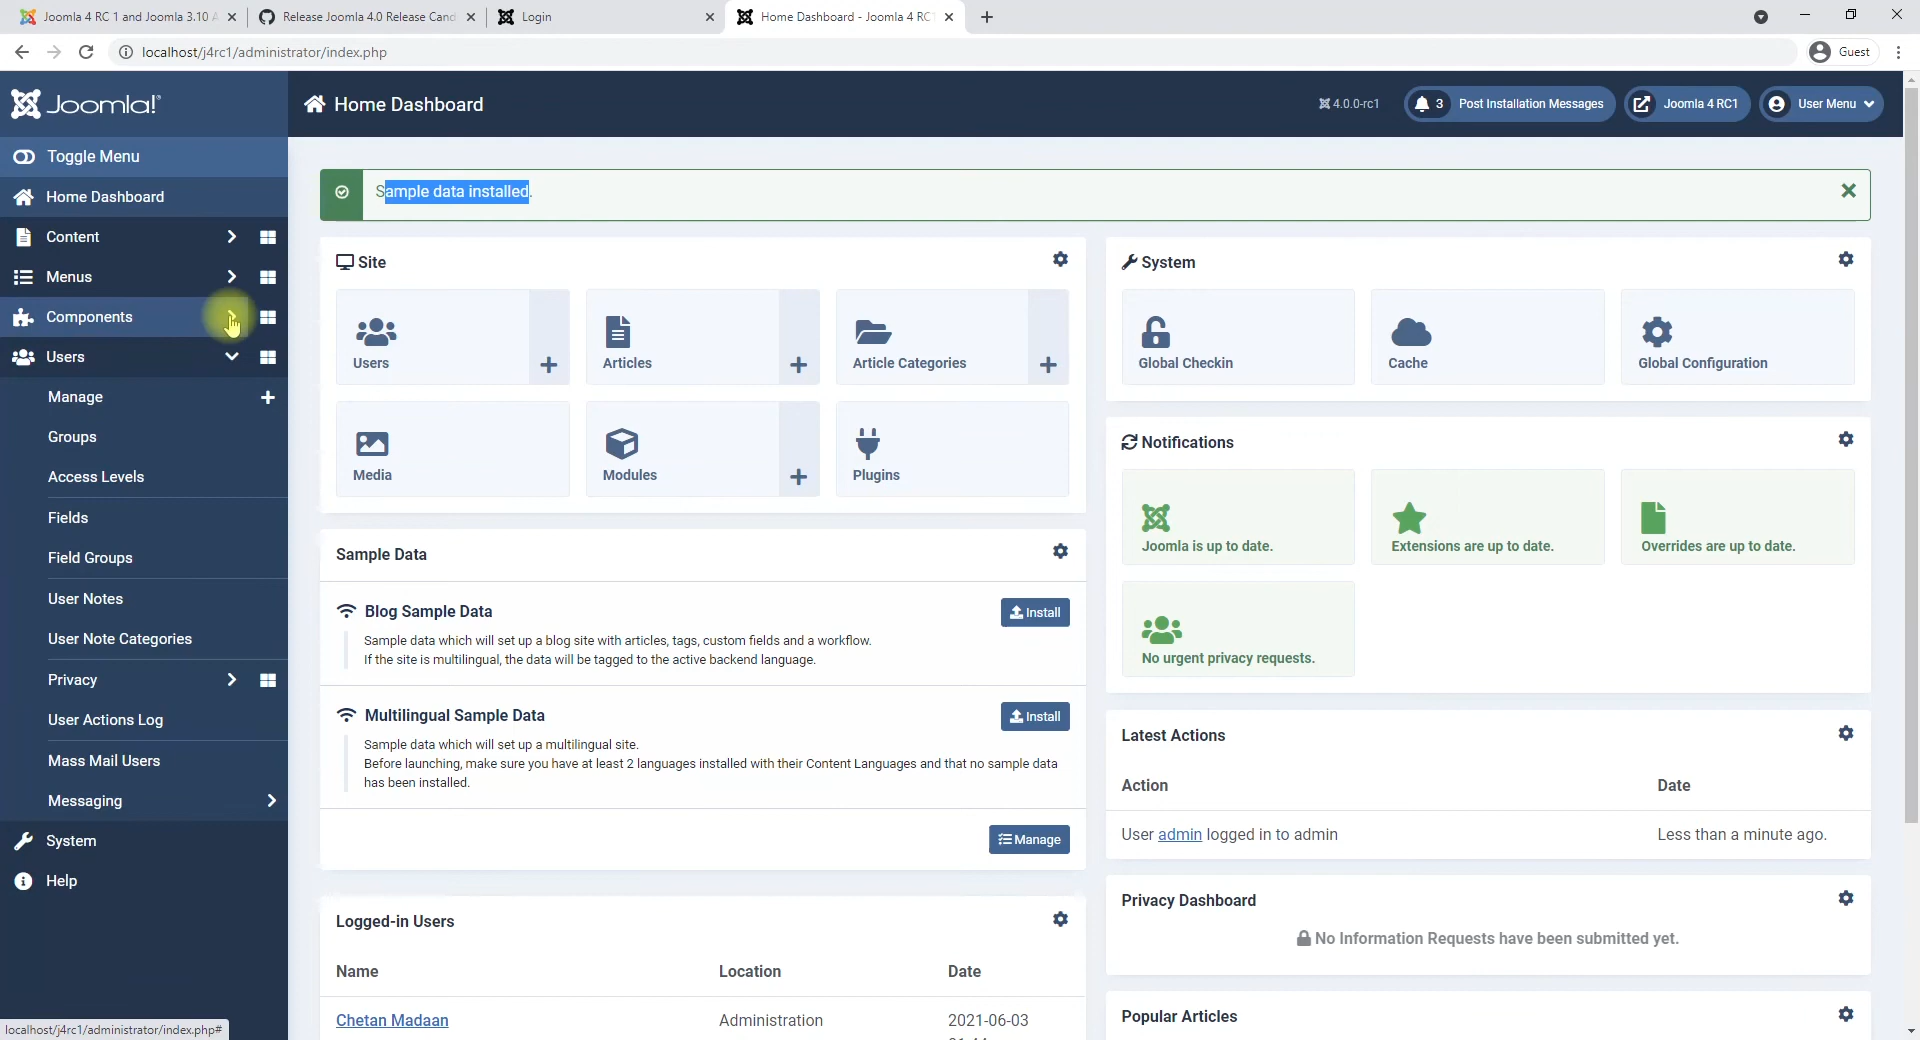 Joomla 4 RC 1 and Joomla 3.10 A
Release Joomla 4.0 Release Cand
Login
Home Dashboard - Joomla 4 RC
localhost/j4rc1/administrator/index.php
Guest
Joomla!
Home Dashboard
4.0.0-rc1
3 Post Installation Messages
Joomla 4 RC1
User Menu
Toggle Menu
Home Dashboard
Content
Menus
Components
Users
Manage
Groups
Access Levels
Fields
Field Groups
User Notes
User Note Categories
Privacy
User Actions Log
Mass Mail Users
Messaging
System
Help
localhost/j4rc1/administrator/index.php#
Sample data installed.
Site
Users
Articles
Article Categories
Media
Modules
Plugins
Sample Data
Blog Sample Data
Install
Sample data which will set up a blog site with articles, tags, custom fields and a workflow.
If the site is multilingual, the data will be tagged to the active backend language.
Multilingual Sample Data
Install
Sample data which will set up a multilingual site.
Before launching, make sure you have at least 2 languages installed with their Content Languages and that no sample data
has been installed.
Manage
Logged-in Users
Name Location Date
Chetan Madaan Administration 2021-06-03
System
Global Checkin
Cache
Global Configuration
Notifications
Joomla is up to date.
Extensions are up to date.
Overrides are up to date.
No urgent privacy requests.
Latest Actions
Action Date
User admin logged in to admin Less than a minute ago.
Privacy Dashboard
No Information Requests have been submitted yet.
Popular Articles